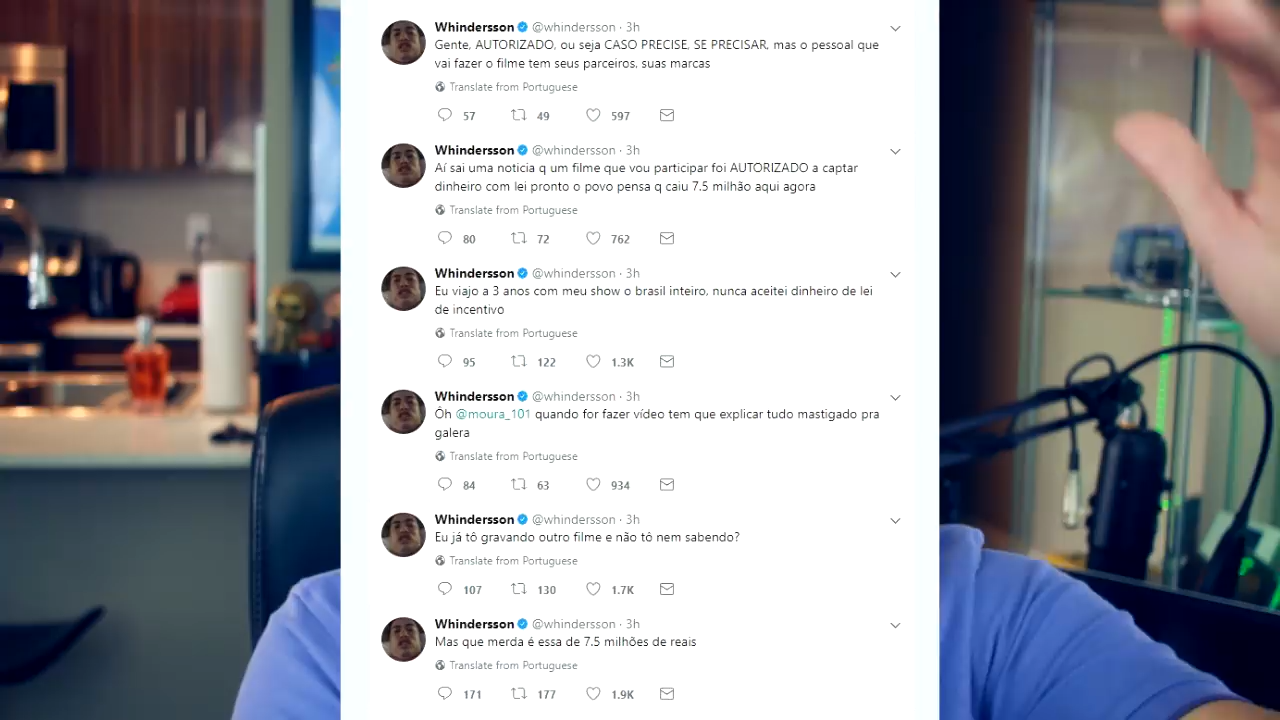 Whindersson @whindersson · 3h
Gente, AUTORIZADO, ou seja CASO PRECISE, SE PRECISAR, mas o pessoal que
vai fazer o filme tem seus parceiros, suas marcas
Translate from Portuguese
57 49 597
Whindersson @whindersson · 3h
Aí sai uma noticia q um filme que vou participar foi AUTORIZADO a captar
dinheiro com lei pronto o povo pensa q caiu 7.5 milhão aqui agora
Translate from Portuguese
80 72 762
Whindersson @whindersson · 3h
Eu viajo a 3 anos com meu show o brasil inteiro, nunca aceitei dinheiro de lei
de incentivo
Translate from Portuguese
95 122 1.3K
Whindersson @whindersson · 3h
Ôh @moura_101 quando for fazer vídeo tem que explicar tudo mastigado pra
galera
Translate from Portuguese
84 63 934
Whindersson @whindersson · 3h
Eu já tô gravando outro filme e não tô nem sabendo?
Translate from Portuguese
107 130 1.7K
Whindersson @whindersson · 3h
Mas que merda é essa de 7.5 milhões de reais
Translate from Portuguese
171 177 1.9K